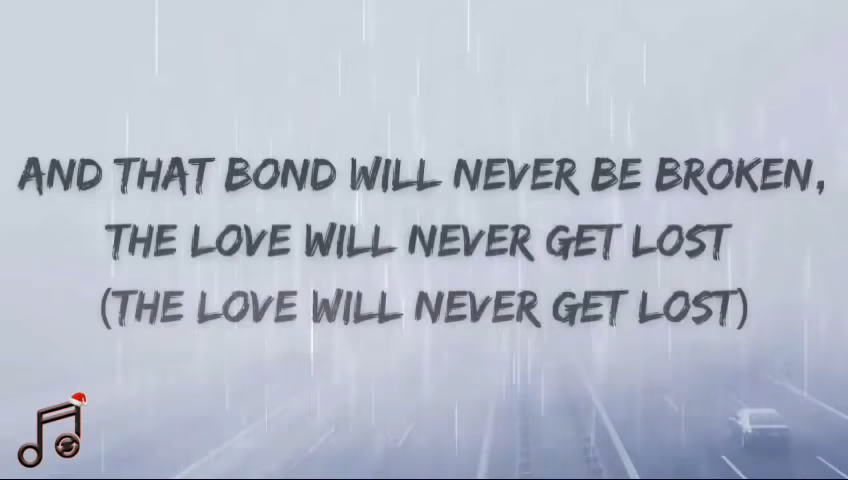 AND THAT BOND WILL NEVER BE BROKEN,
THE LOVE WILL NEVER GET LOST
(THE LOVE WILL NEVER GET LOST)